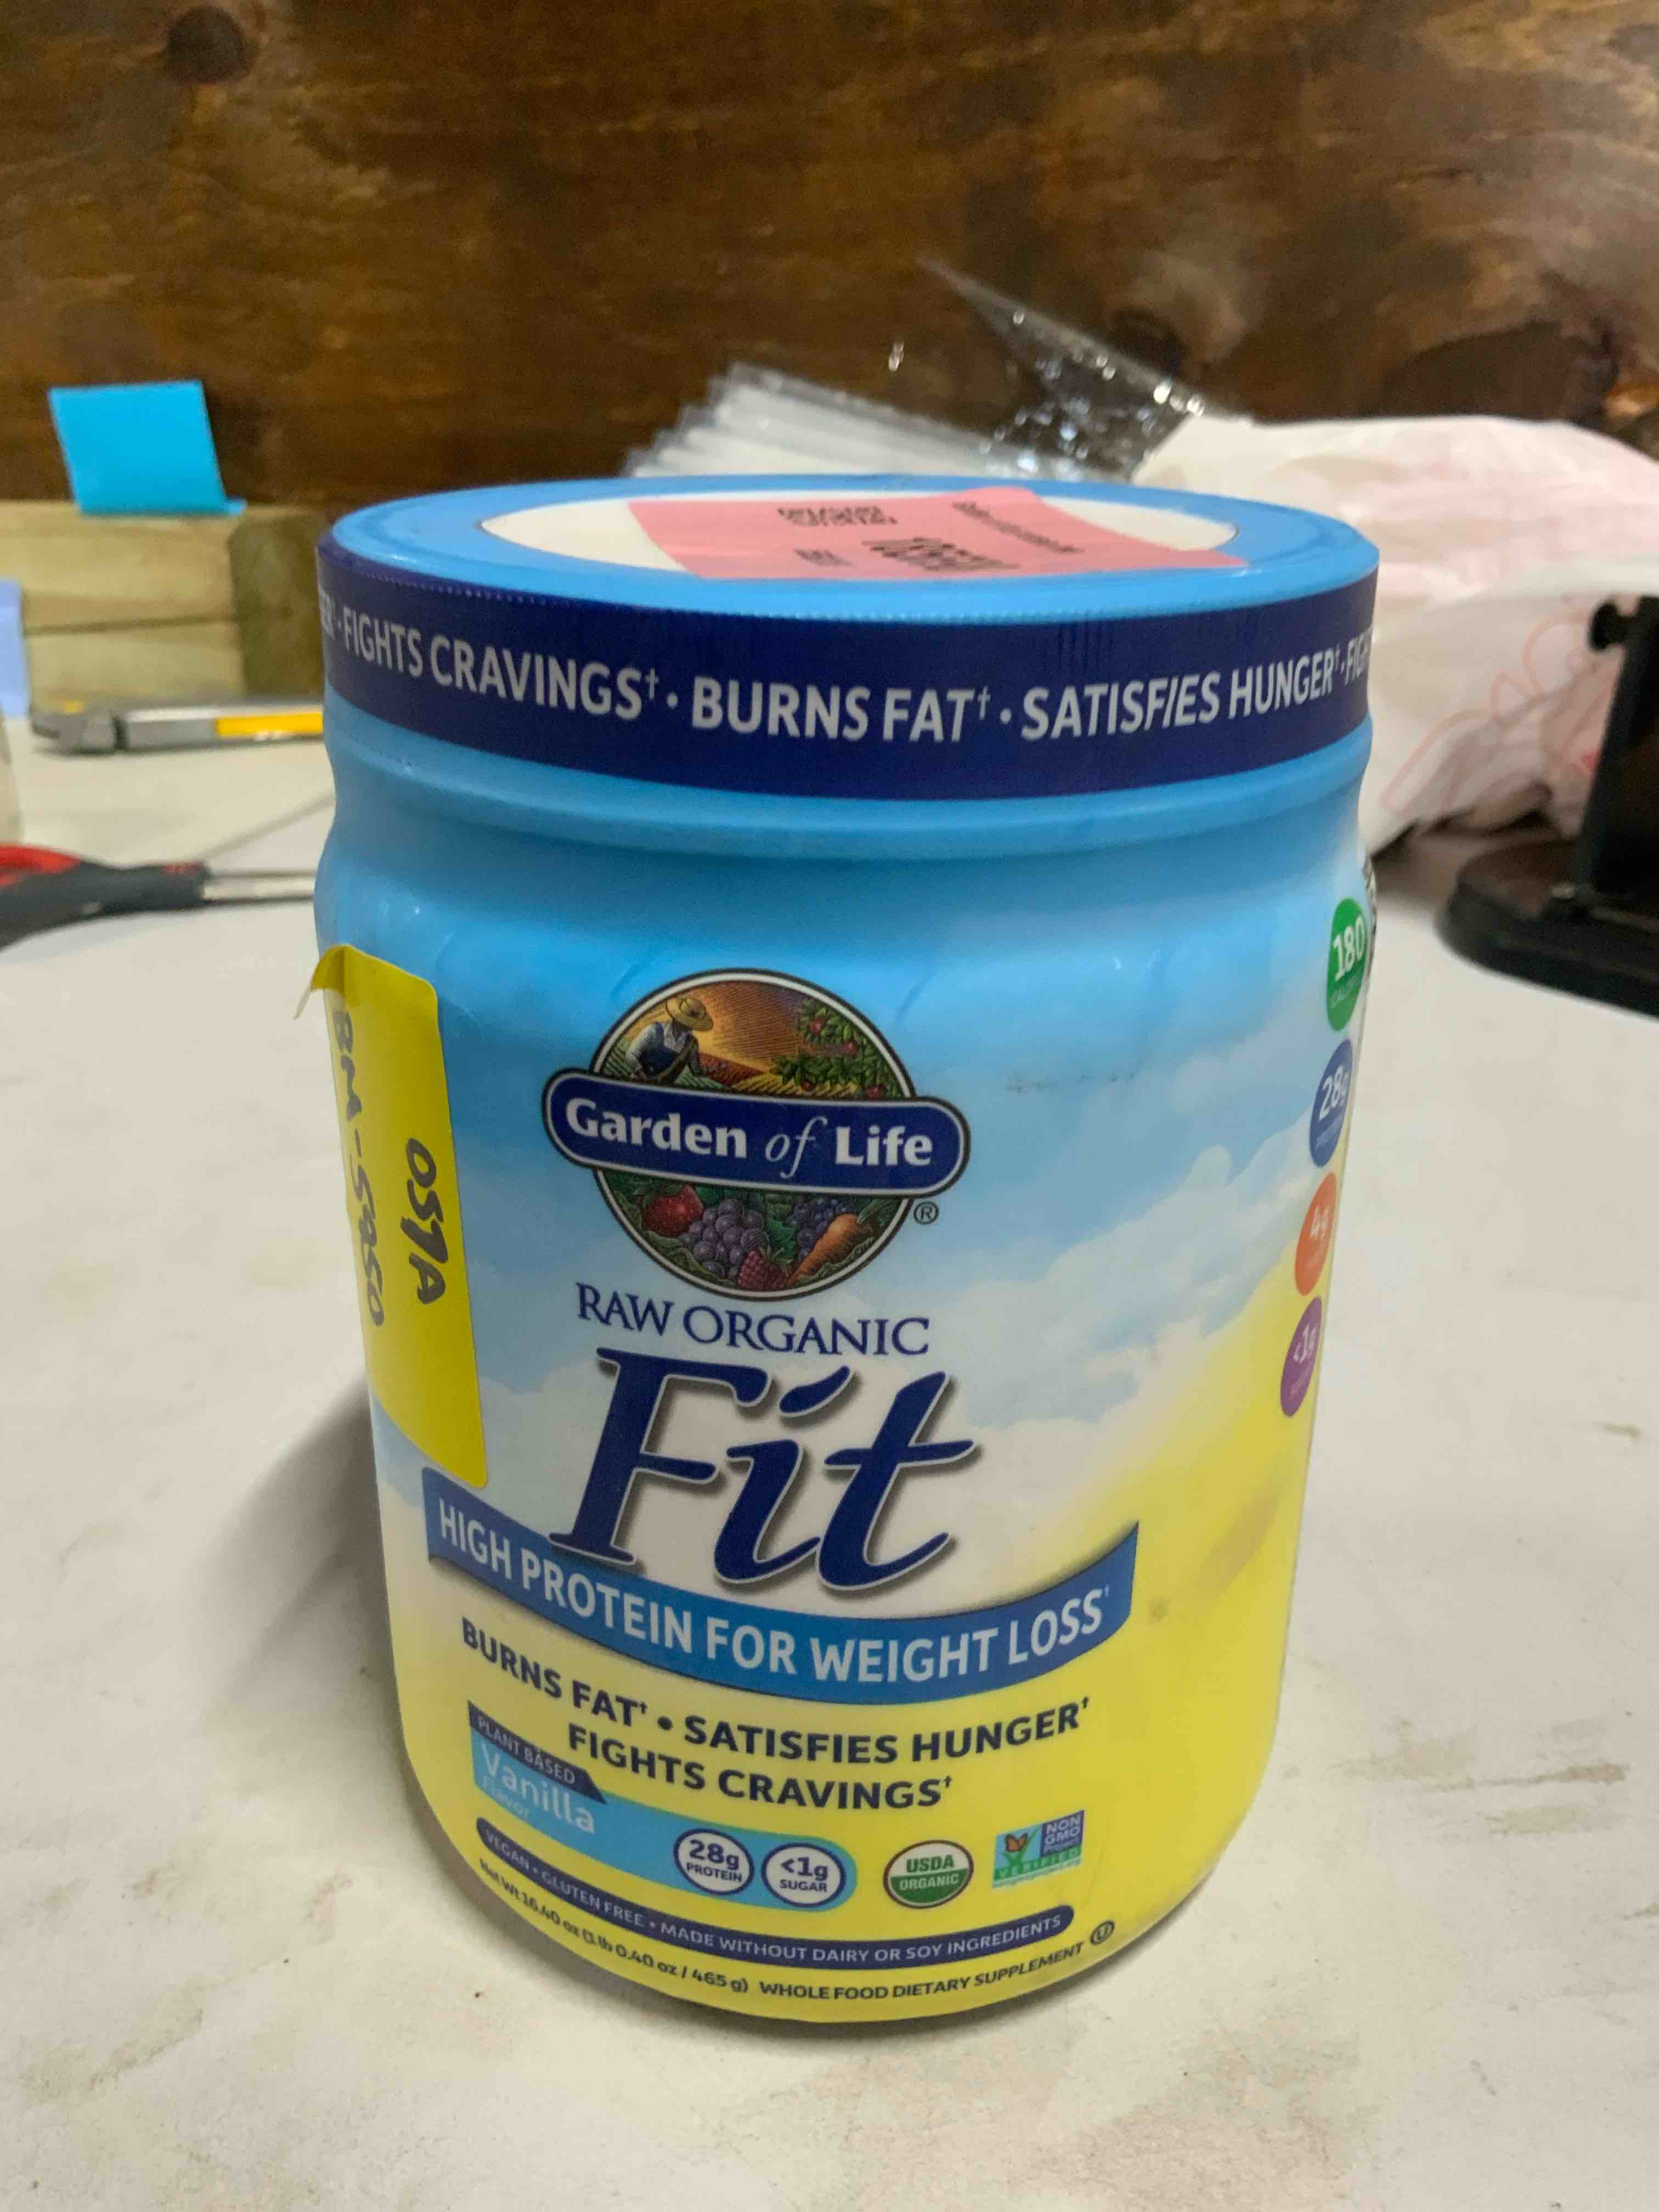 FIGHTS CRAVINGS† • BURNS FAT† • SATISFIES HUNGER†
180
28g
4g
<1g
BM-5950
OS1A
Garden of Life®
RAW ORGANIC
Fit
HIGH PROTEIN FOR WEIGHT LOSS†
BURNS FAT† • SATISFIES HUNGER†
FIGHTS CRAVINGS†
PLANT BASED
Vanilla
Flavor
28g
PROTEIN
<1g
SUGAR
USDA
ORGANIC
NON
GMO
VERIFIED
VEGAN • GLUTEN FREE • MADE WITHOUT DAIRY OR SOY INGREDIENTS
Net Wt 16.40 oz (1 lb 0.40 oz / 465 g) WHOLE FOOD DIETARY SUPPLEMENT U